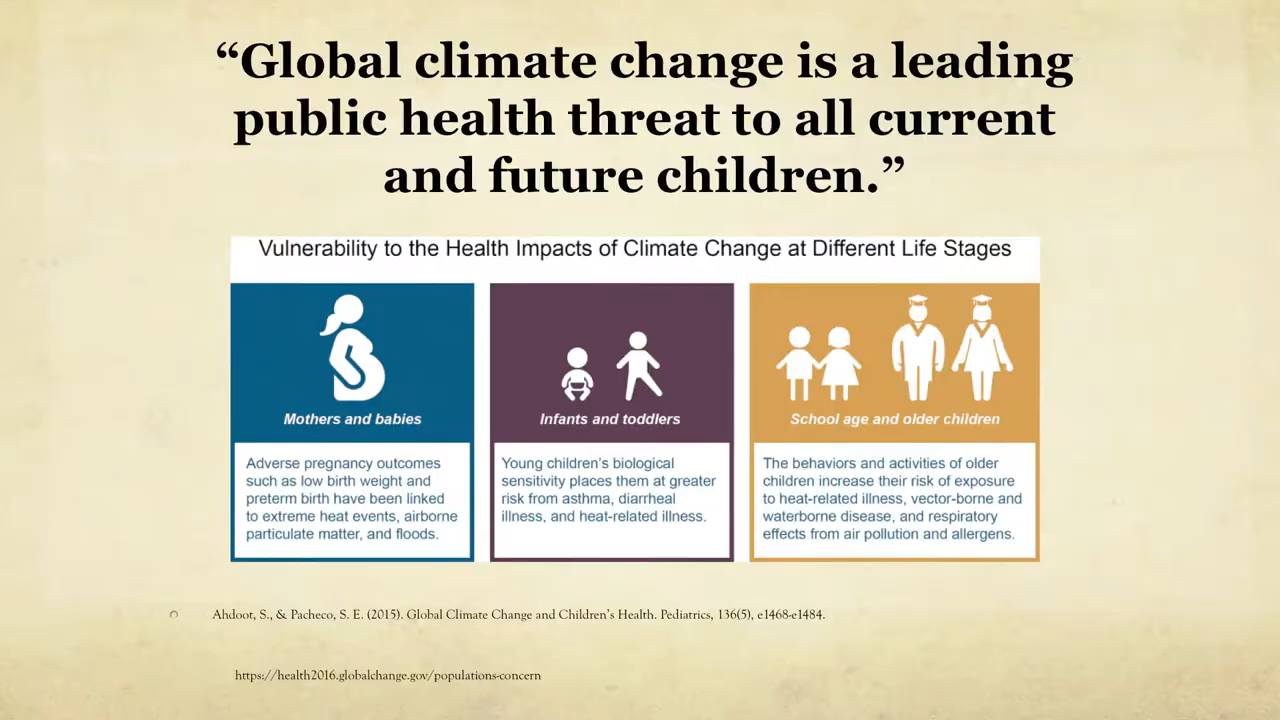 “Global climate change is a leading
public health threat to all current
and future children.”
Vulnerability to the Health Impacts of Climate Change at Different Life Stages
Mothers and babies
Adverse pregnancy outcomes
such as low birth weight and
preterm birth have been linked
to extreme heat events, airborne
particulate matter, and floods.
Infants and toddlers
Young children’s biological
sensitivity places them at greater
risk from asthma, diarrheal
illness, and heat-related illness.
School age and older children
The behaviors and activities of older
children increase their risk of exposure
to heat-related illness, vector-borne and
waterborne disease, and respiratory
effects from air pollution and allergens.
Ahdoot, S., & Pacheco, S. E. (2015). Global Climate Change and Children’s Health. Pediatrics, 136(5), e1468-e1484.
https://health2016.globalchange.gov/populations-concern